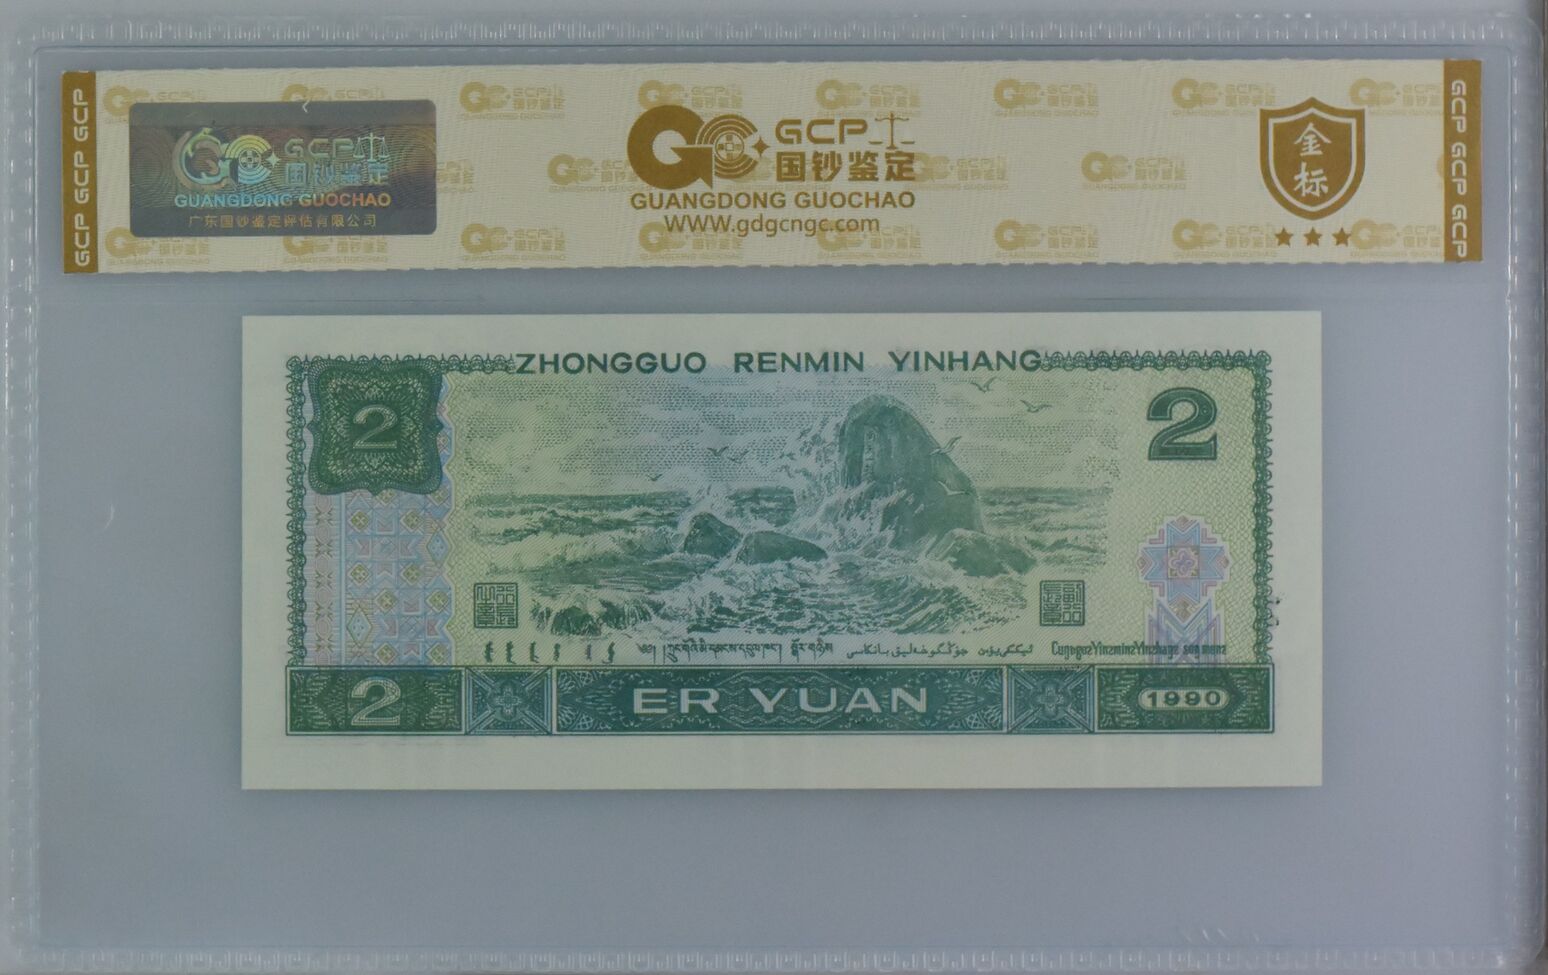 GCP GCP GCP
GCP国钞鉴定
GUANGDONG GUOCHAO
广东国钞鉴定评估有限公司
GCP国钞鉴定
GUANGDONG GUOCHAO
WWW.gdgcngc.com
金标
GCP GCP GCP
ZHONGGUO RENMIN YINHANG
2
2
2 ER YUAN 1990